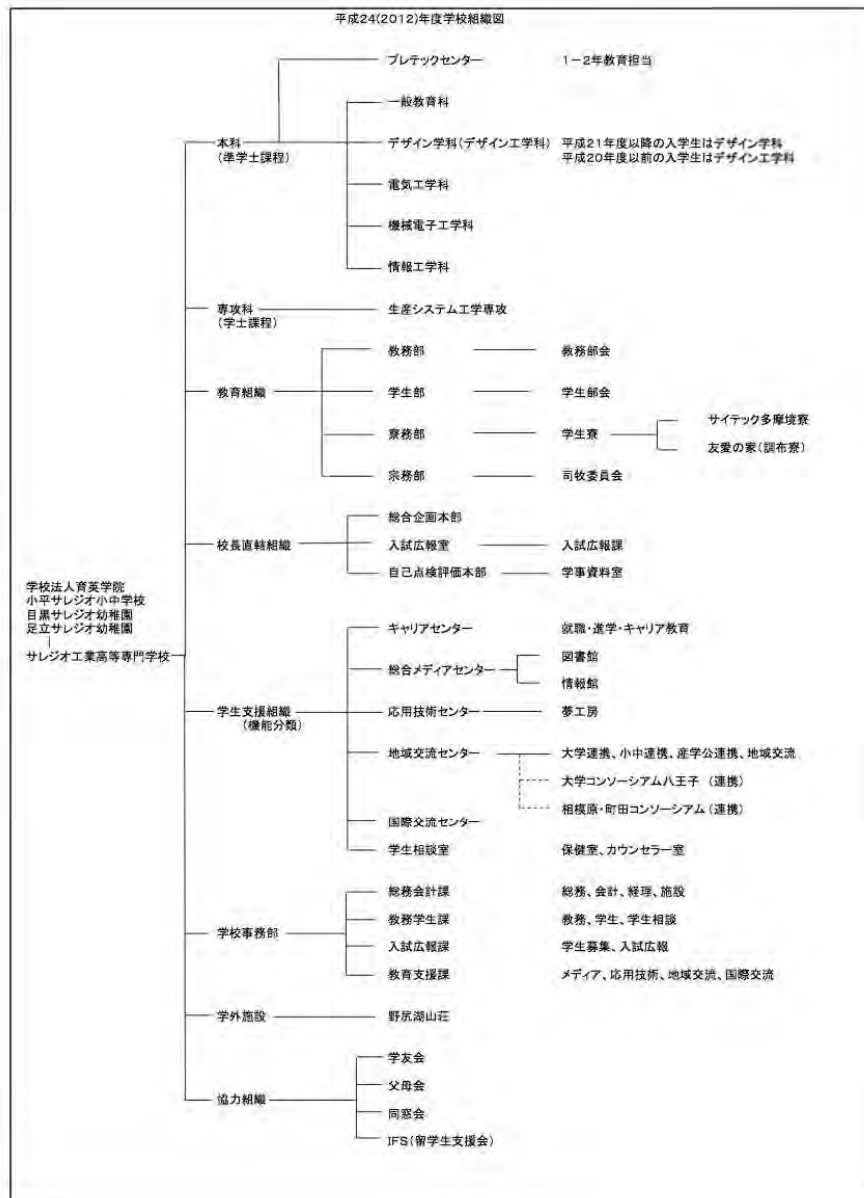 平成24(2012)年度学校組織図
プレテックセンター 1-2年教育担当
一般教育科
本科
(準学士課程)
デザイン学科(デザイン工学科) 平成21年度以降の入学生はデザイン学科
平成20年度以前の入学生はデザイン工学科
電気工学科
機械電子工学科
情報工学科
専攻科
(学士課程)
生産システム工学専攻
教育組織
教務部 教務部会
学生部 学生部会
寮務部 学生寮
サイテック多摩境寮
友愛の家(調布寮)
宗務部 司牧委員会
校長直轄組織
総合企画本部
入試広報室 入試広報課
自己点検評価本部 学事資料室
学校法人育英学院
小平サレジオ小中学校
目黒サレジオ幼稚園
足立サレジオ幼稚園
サレジオ工業高等専門学校
学生支援組織
(機能分類)
キャリアセンター 就職・進学・キャリア教育
総合メディアセンター
図書館
情報館
応用技術センター 夢工房
地域交流センター 大学連携、小中連携、産学公連携、地域交流
大学コンソーシアム八王子 (連携)
相模原・町田コンソーシアム(連携)
国際交流センター
学生相談室 保健室、カウンセラー室
学校事務部
総務会計課 総務、会計、経理、施設
教務学生課 教務、学生、学生相談
入試広報課 学生募集、入試広報
教育支援課 メディア、応用技術、地域交流、国際交流
学外施設 野尻湖山荘
協力組織
学友会
父母会
同窓会
IFS(留学生支援会)